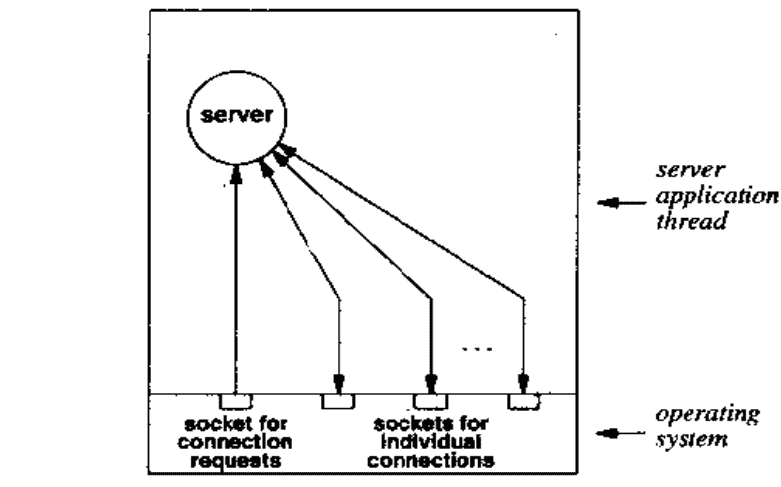 server
server
application
thread
. . .
socket for
connection
requests
sockets for
individual
connections
operating
system